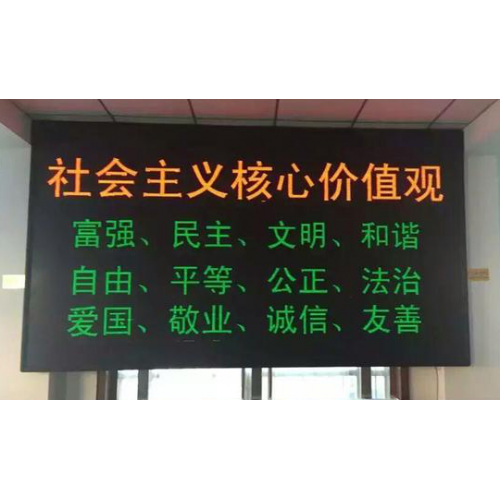 社会主义核心价值观
富强、民主、文明、和谐
自由、平等、公正、法治
爱国、敬业、诚信、友善